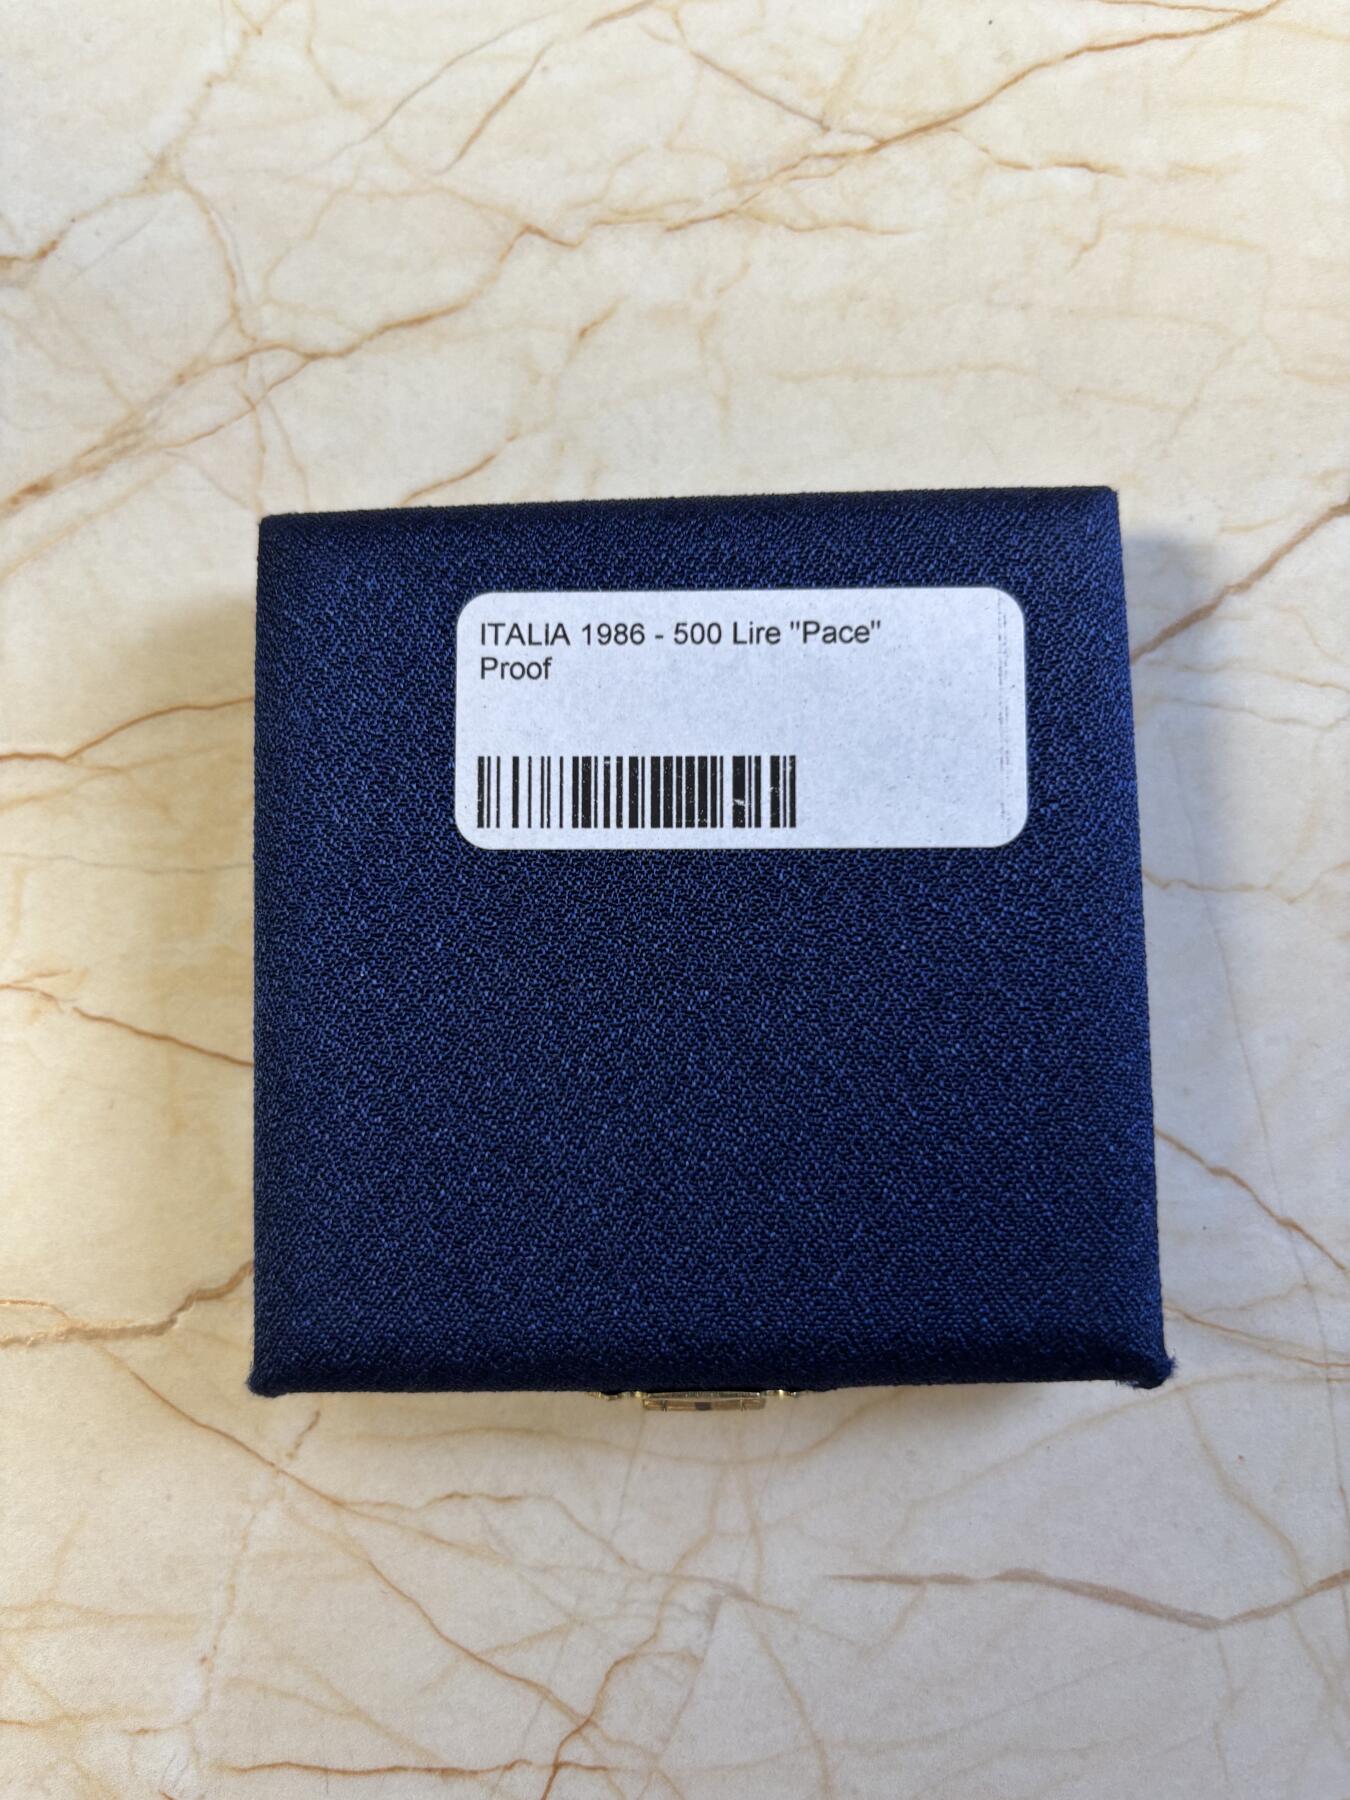 ITALIA 1986 - 500 Lire "Pace"
Proof